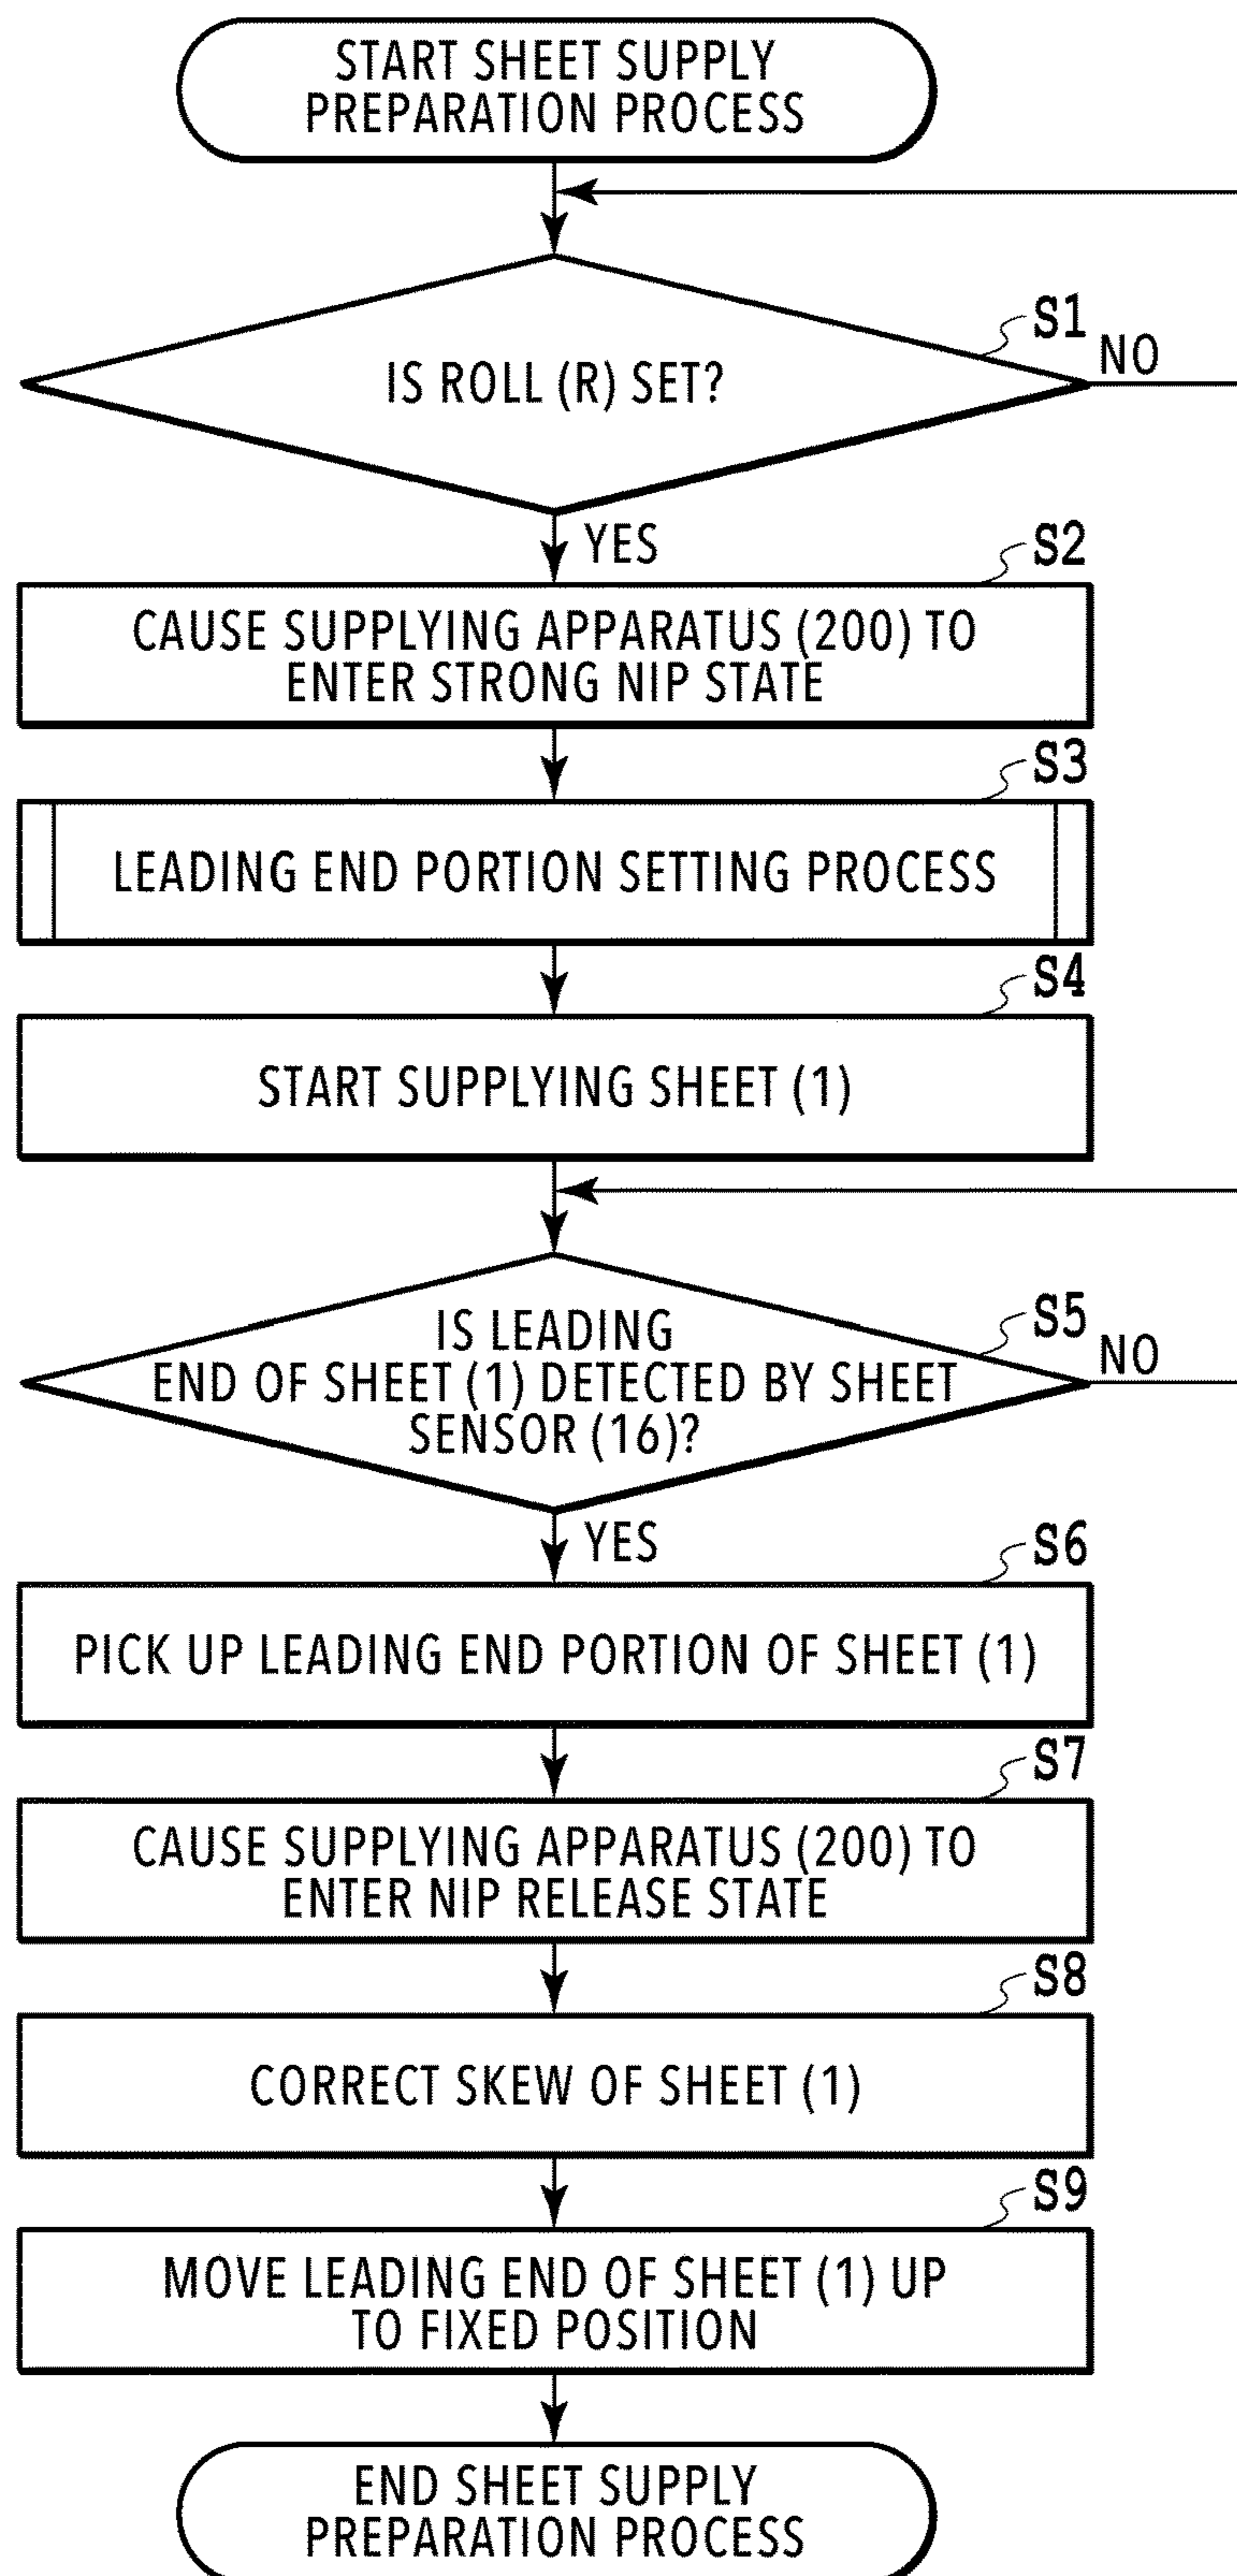 START SHEET SUPPLY
PREPARATION PROCESS
S1
IS ROLL (R) SET?
NO
YES
S2
CAUSE SUPPLYING APPARATUS (200) TO
ENTER STRONG NIP STATE
S3
LEADING END PORTION SETTING PROCESS
S4
START SUPPLYING SHEET (1)
S5
IS LEADING
END OF SHEET (1) DETECTED BY SHEET
SENSOR (16)?
NO
YES
S6
PICK UP LEADING END PORTION OF SHEET (1)
S7
CAUSE SUPPLYING APPARATUS (200) TO
ENTER NIP RELEASE STATE
S8
CORRECT SKEW OF SHEET (1)
S9
MOVE LEADING END OF SHEET (1) UP
TO FIXED POSITION
END SHEET SUPPLY
PREPARATION PROCESS